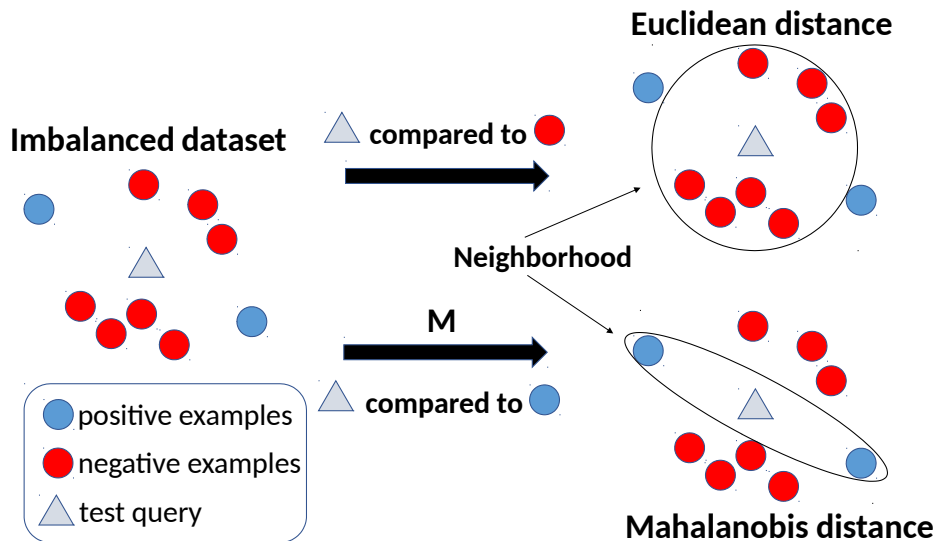 Euclidean distance
Imbalanced dataset
compared to
Neighborhood
M
compared to
positive examples
negative examples
test query
Mahalanobis distance